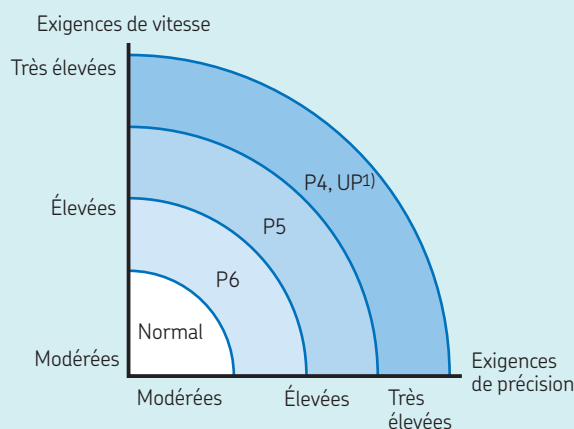 Exigences de vitesse
Très élevées
P4, UP1)
Élevées
P5
P6
Normal
Modérées
Exigences
de précision
Modérées
Élevées
Très
élevées